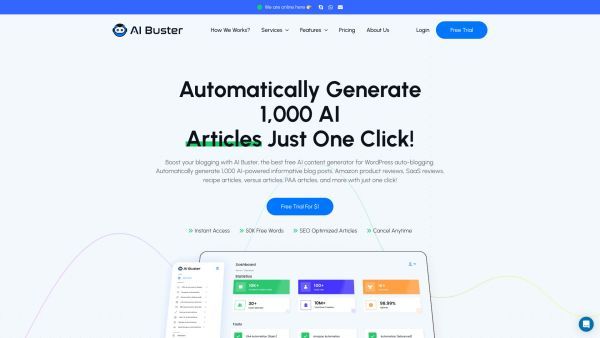 We are online here
AI Buster
How We Works?
Services
Features
Pricing
About Us
Login
Free Trial
Automatically Generate
1,000 AI
Articles Just One Click!
Boost your blogging with AI Buster, the best free AI content generator for WordPress auto-blogging.
Automatically generate 1,000 AI-powered informative blog posts, Amazon product reviews, SaaS reviews,
recipe articles, versus articles, PAA articles, and more with just one click!
Free Trial For $1
Instant Access
50K Free Words
SEO Optimized Articles
Cancel Anytime
AI Buster
Dashboard
Statistics
10K+
100+
30+
10M+
99.99%
Tools